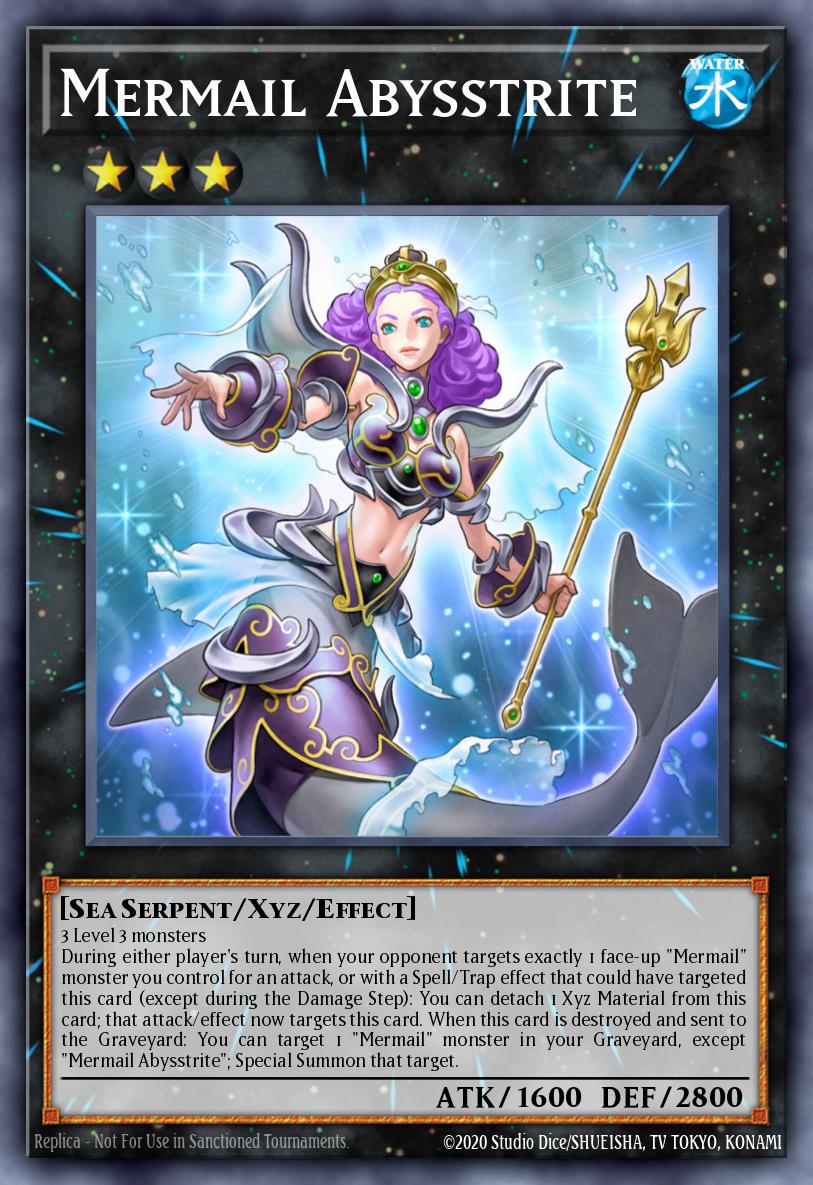 Mermail Abysstrite
WATER
水
[Sea Serpent/Xyz/Effect]
3 Level 3 monsters
During either player's turn, when your opponent targets exactly 1 face-up "Mermail"
monster you control for an attack, or with a Spell/Trap effect that could have targeted
this card (except during the Damage Step): You can detach 1 Xyz Material from this
card; that attack/effect now targets this card. When this card is destroyed and sent to
the Graveyard: You can target 1 "Mermail" monster in your Graveyard, except
"Mermail Abysstrite"; Special Summon that target.
ATK/1600 DEF/2800
Replica - Not For Use in Sanctioned Tournaments.
©2020 Studio Dice/SHUEISHA, TV TOKYO, KONAMI